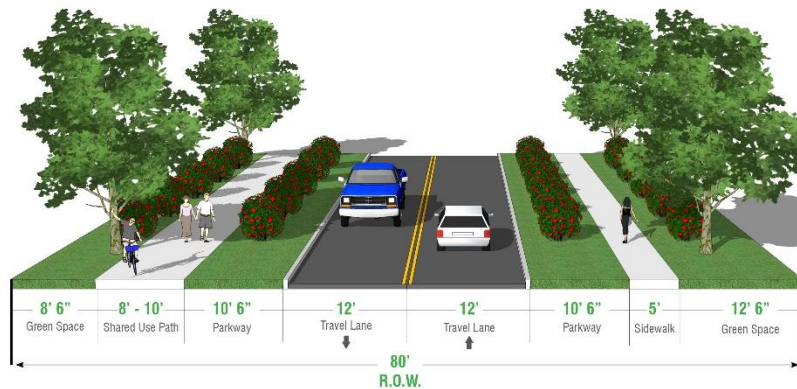 8' 6" 8' - 10' 10' 6" 12' 12' 10' 6" 5' 12' 6"
Green Space Shared Use Path Parkway Travel Lane Travel Lane Parkway Sidewalk Green Space
80'
R.O.W.